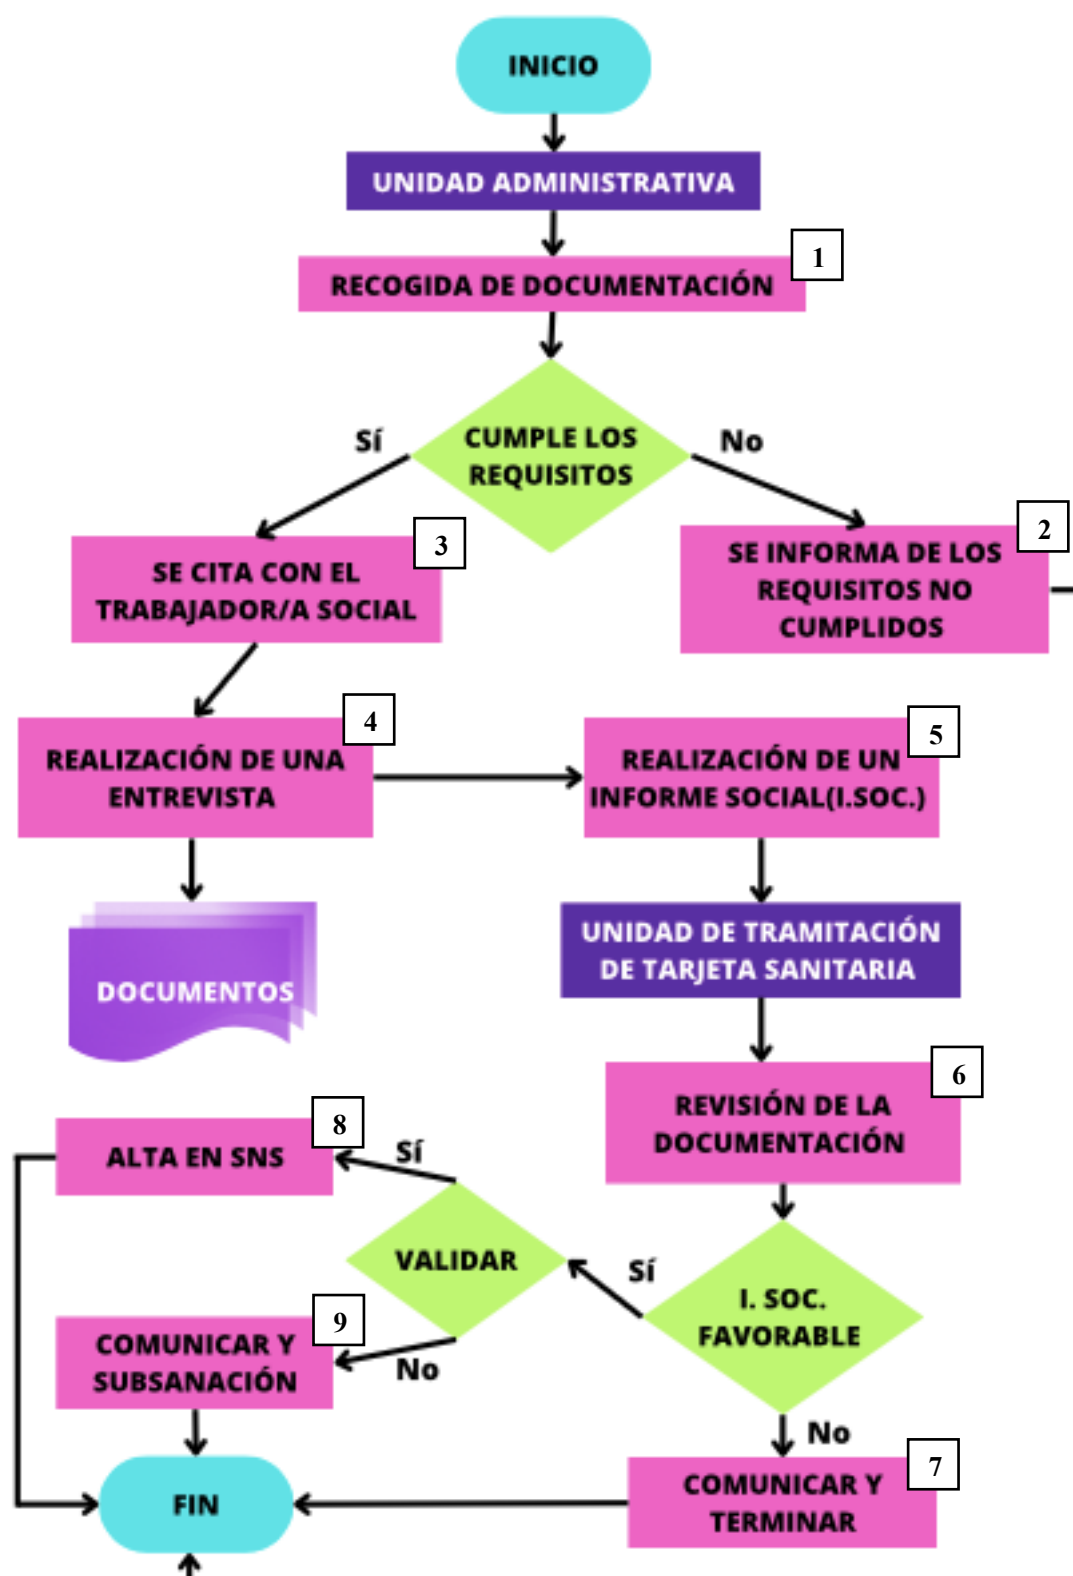 INICIO
UNIDAD ADMINISTRATIVA
1
RECOGIDA DE DOCUMENTACIÓN
CUMPLE LOS
REQUISITOS
Sí
No
3
SE CITA CON EL
TRABAJADOR/A SOCIAL
2
SE INFORMA DE LOS
REQUISITOS NO
CUMPLIDOS
4
REALIZACIÓN DE UNA
ENTREVISTA
5
REALIZACIÓN DE UN
INFORME SOCIAL(I.SOC.)
DOCUMENTOS
UNIDAD DE TRAMITACIÓN
DE TARJETA SANITARIA
6
REVISIÓN DE LA
DOCUMENTACIÓN
8
ALTA EN SNS
Sí
VALIDAR
Sí
I. SOC.
FAVORABLE
9
COMUNICAR Y
SUBSANACIÓN
No
No
7
COMUNICAR Y
TERMINAR
FIN